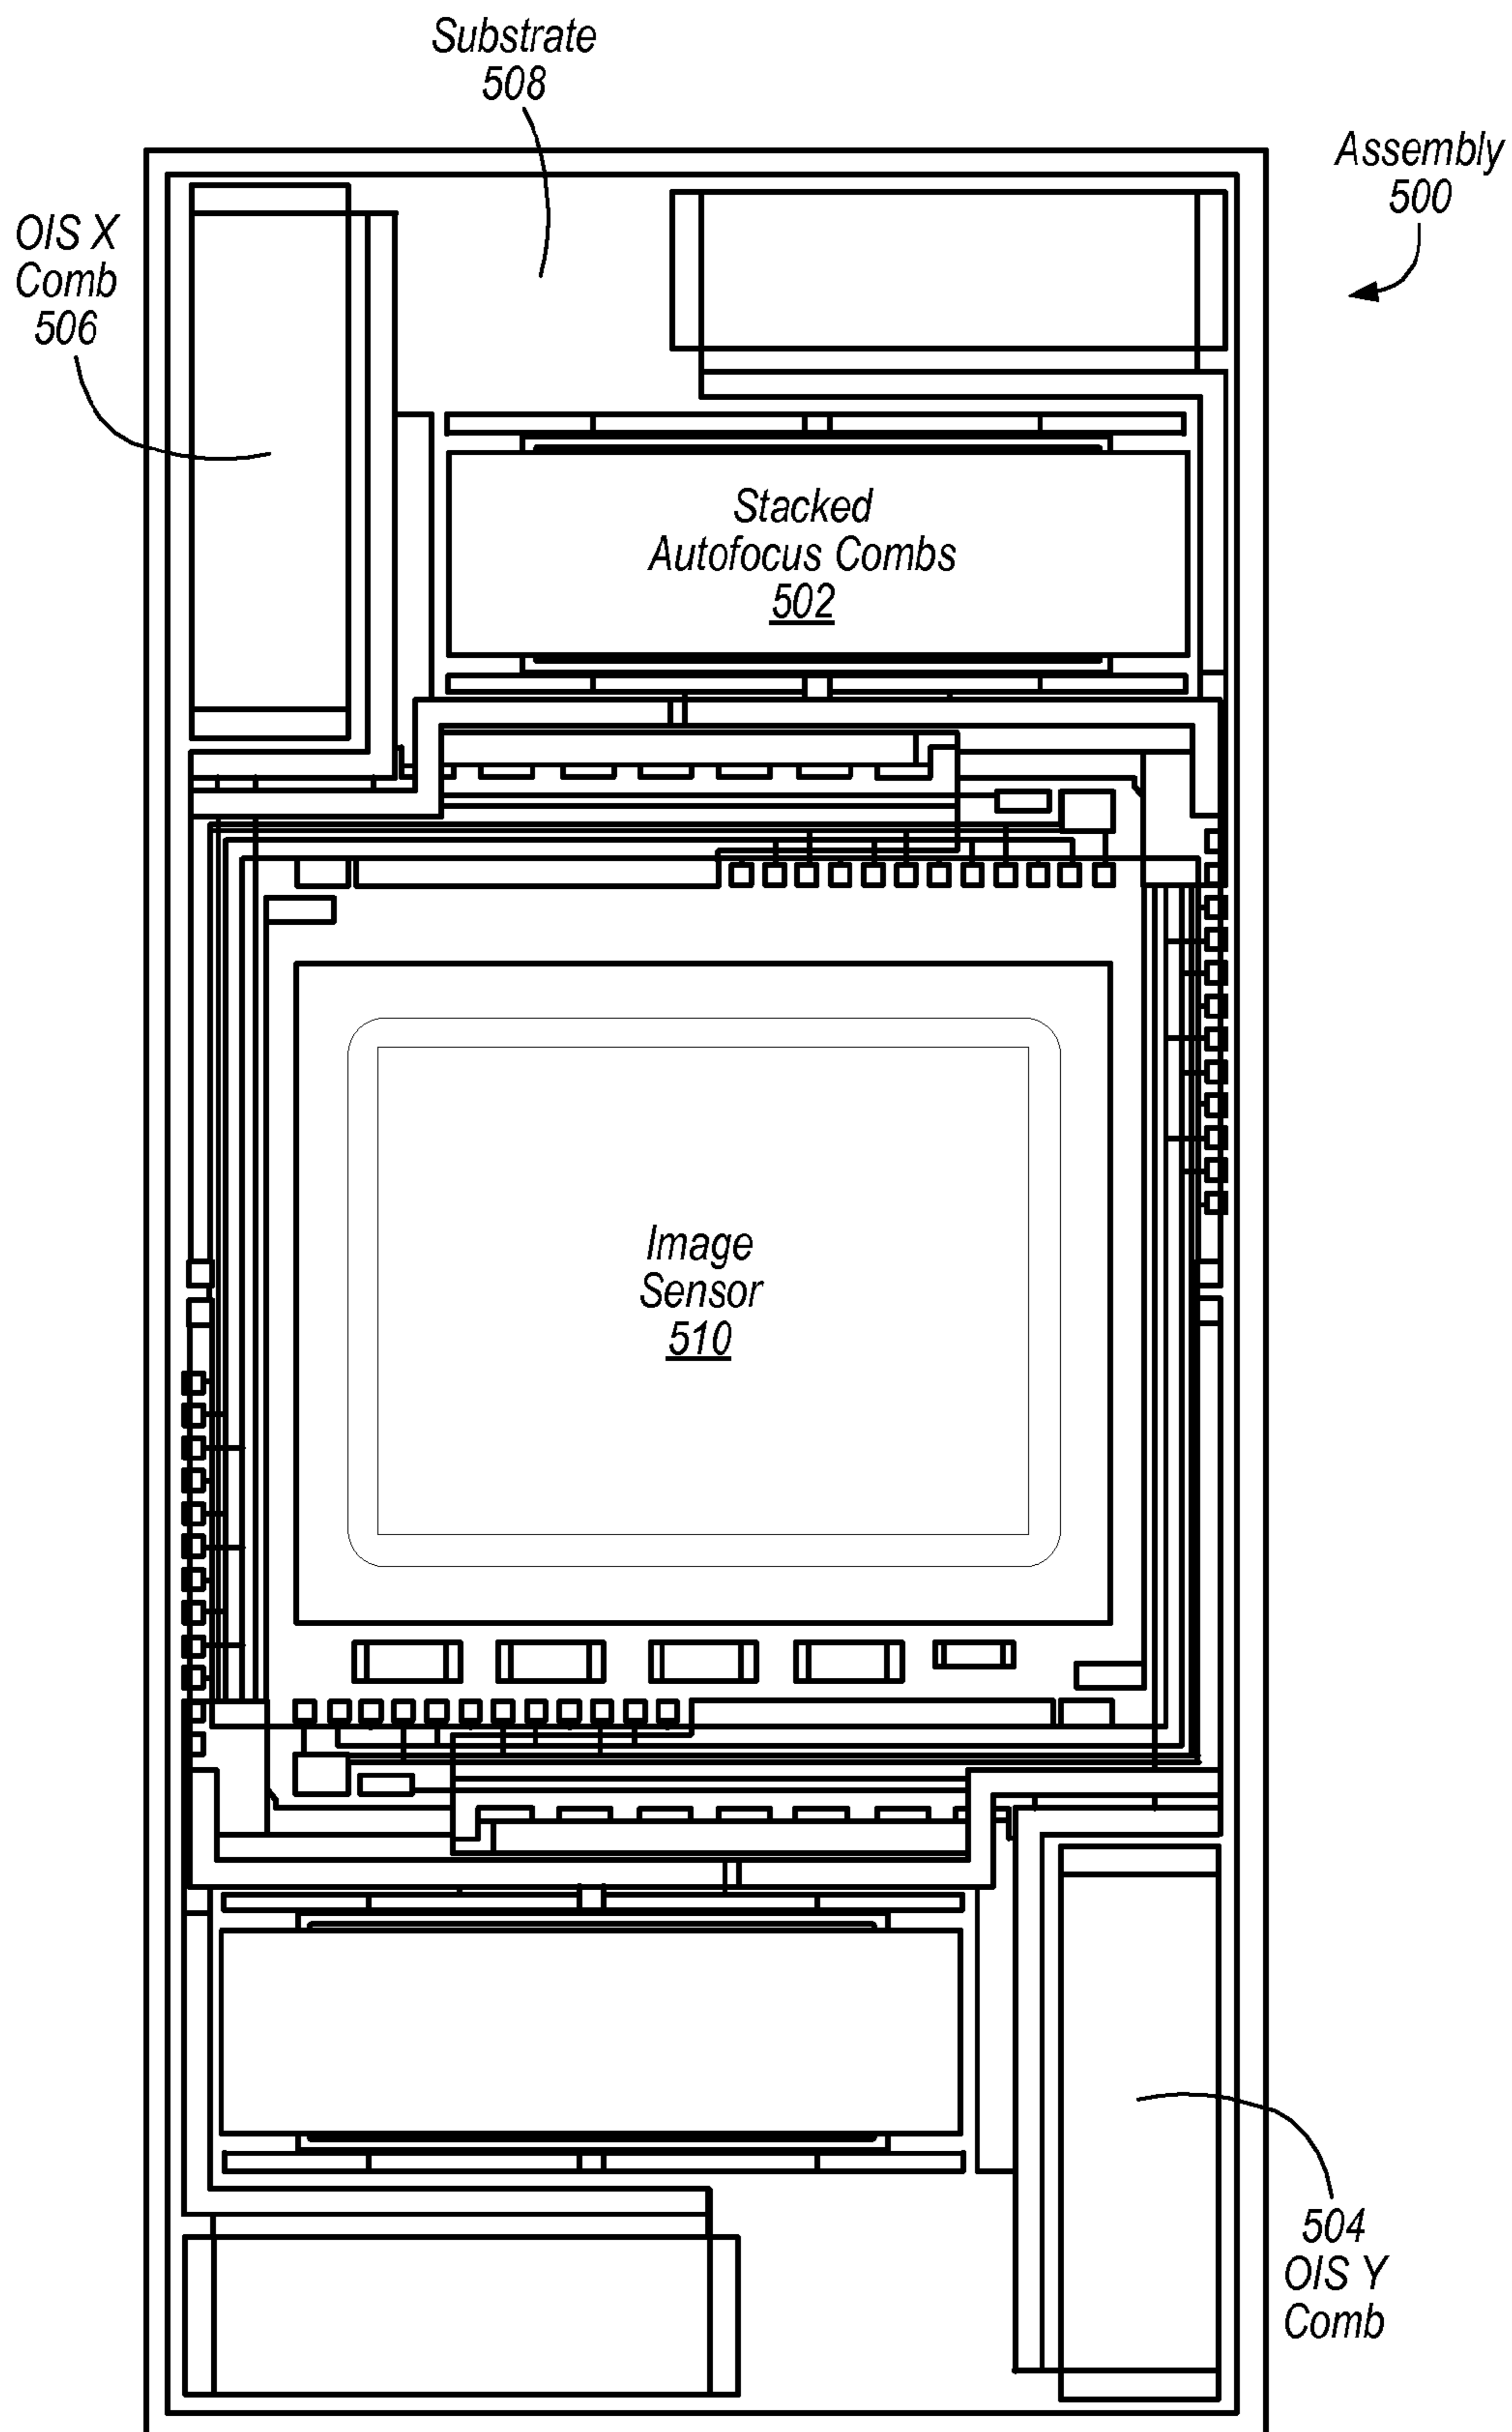 Substrate
508
Assembly
500
OIS X
Comb
506
Stacked
Autofocus Combs
502
Image
Sensor
510
504
OIS Y
Comb